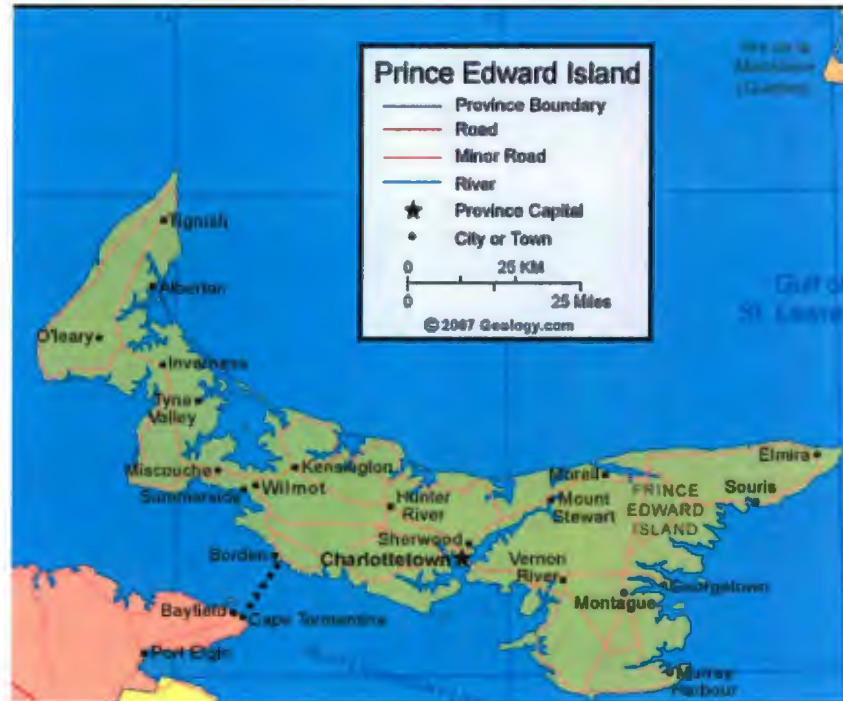 Prince Edward Island
Province Boundary
Road
Minor Road
River
Province Capital
City or Town
0 25 KM
0 25 Miles
© 2007 Geology.com
Gulf of
St.
Tignish
Alberton
O'leary
Inverness
Tyne
Valley
Miscouche
Summerside
Wilmot
Kensington
Hunter
River
Sherwood
Charlottetown
Borden
Bayfield
Cape Tormentine
Port Elgin
Morell
Mount
Stewart
PRINCE
EDWARD
ISLAND
Elmira
Souris
Vernon
River
Georgetown
Montague
Murray
Harbour